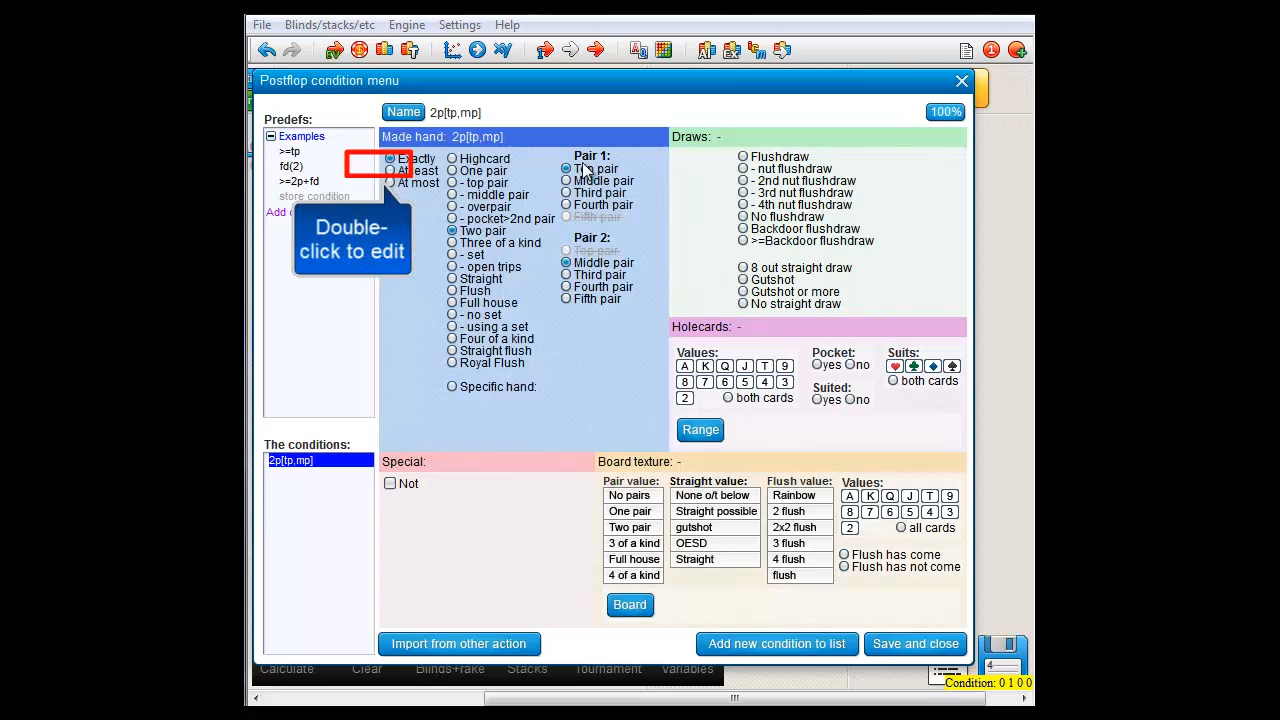 File Blinds/stacks/etc Engine Settings Help
Postflop condition menu
Name 2p[tp,mp] 100%
Predefs:
Examples
>=tp
fd(2)
>=2p+fd
store condition
Add
Double-
click to edit
The conditions:
2p[tp,mp]
Made hand: 2p[tp,mp]
Exactly
At least
At most
Highcard
One pair
- top pair
- middle pair
- overpair
- pocket>2nd pair
Two pair
Three of a kind
- set
- open trips
Straight
Flush
Full house
- no set
- using a set
Four of a kind
Straight flush
Royal Flush
Specific hand:
Pair 1:
Top pair
Middle pair
Third pair
Fourth pair
Fifth pair
Pair 2:
Top pair
Middle pair
Third pair
Fourth pair
Fifth pair
Draws: -
Flushdraw
- nut flushdraw
- 2nd nut flushdraw
- 3rd nut flushdraw
- 4th nut flushdraw
No flushdraw
Backdoor flushdraw
>=Backdoor flushdraw
8 out straight draw
Gutshot
Gutshot or more
No straight draw
Holecards: -
Values:
A K Q J T 9
8 7 6 5 4 3
2 both cards
Pocket:
yes no
Suited:
yes no
Suits:
both cards
Range
Special:
Not
Board texture: -
Pair value:
No pairs
One pair
Two pair
3 of a kind
Full house
4 of a kind
Straight value:
None o/t below
Straight possible
gutshot
OESD
Straight
Flush value:
Rainbow
2 flush
2x2 flush
3 flush
4 flush
flush
Values:
A K Q J T 9
8 7 6 5 4 3
2 all cards
Flush has come
Flush has not come
Board
Import from other action Add new condition to list Save and close
Calculate Clear Blinds+rake Stacks Tournament Variables
4
Condition: 0 1 0 0